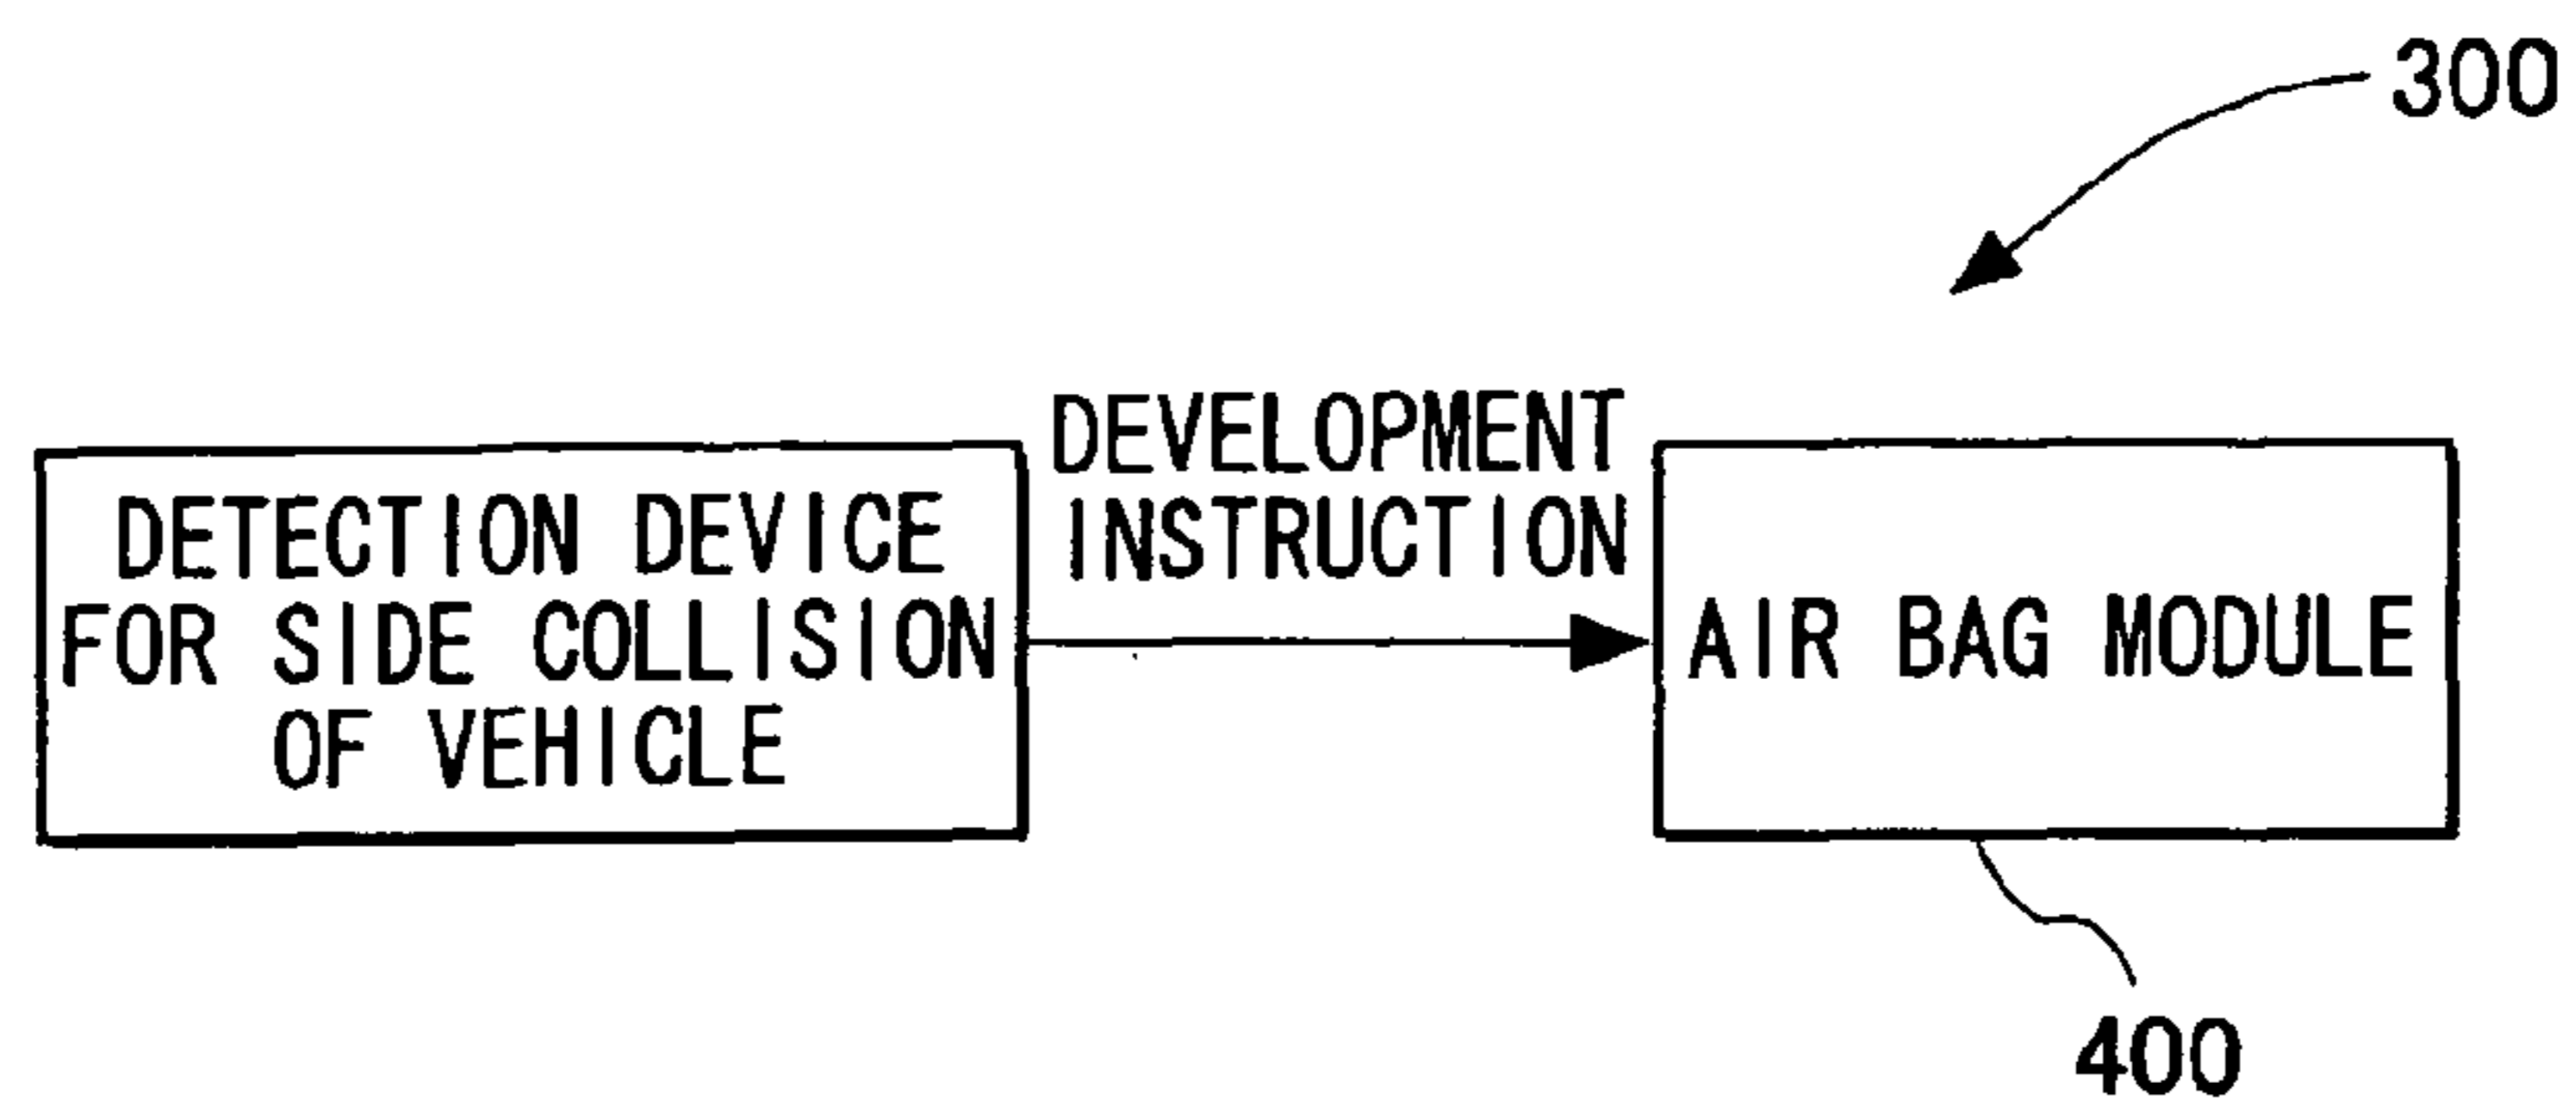 300
DEVELOPMENT
INSTRUCTION
DETECTION DEVICE
FOR SIDE COLLISION
OF VEHICLE
AIR BAG MODULE
400